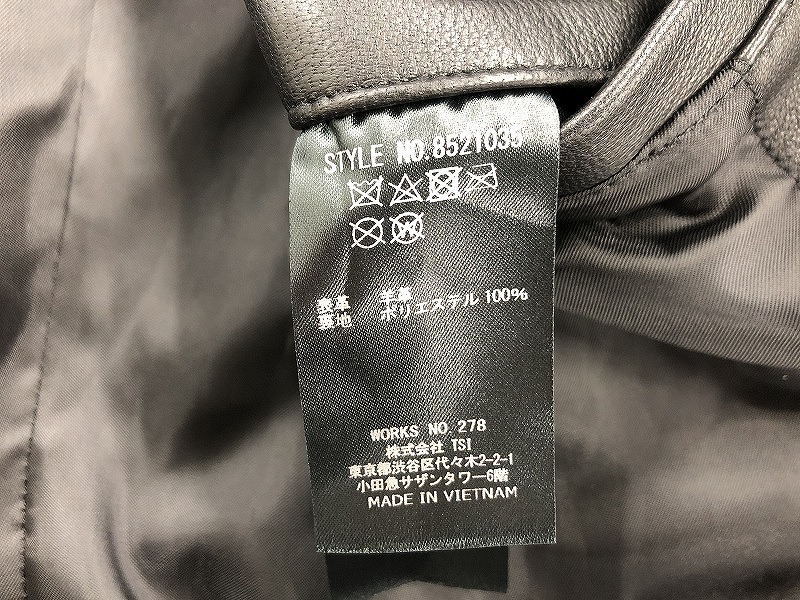 STYLE NO.8521035
W
表革 羊革
裏地 ポリエステル 100%
WORKS NO.278
株式会社 TSI
東京都渋谷区代々木2-2-1
小田急サザンタワー6階
MADE IN VIETNAM